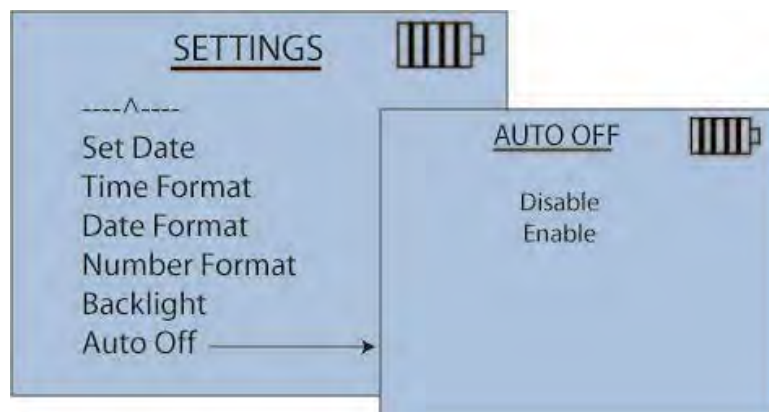 SETTINGS
----^----
Set Date
Time Format
Date Format
Number Format
Backlight
Auto Off
AUTO OFF
Disable
Enable